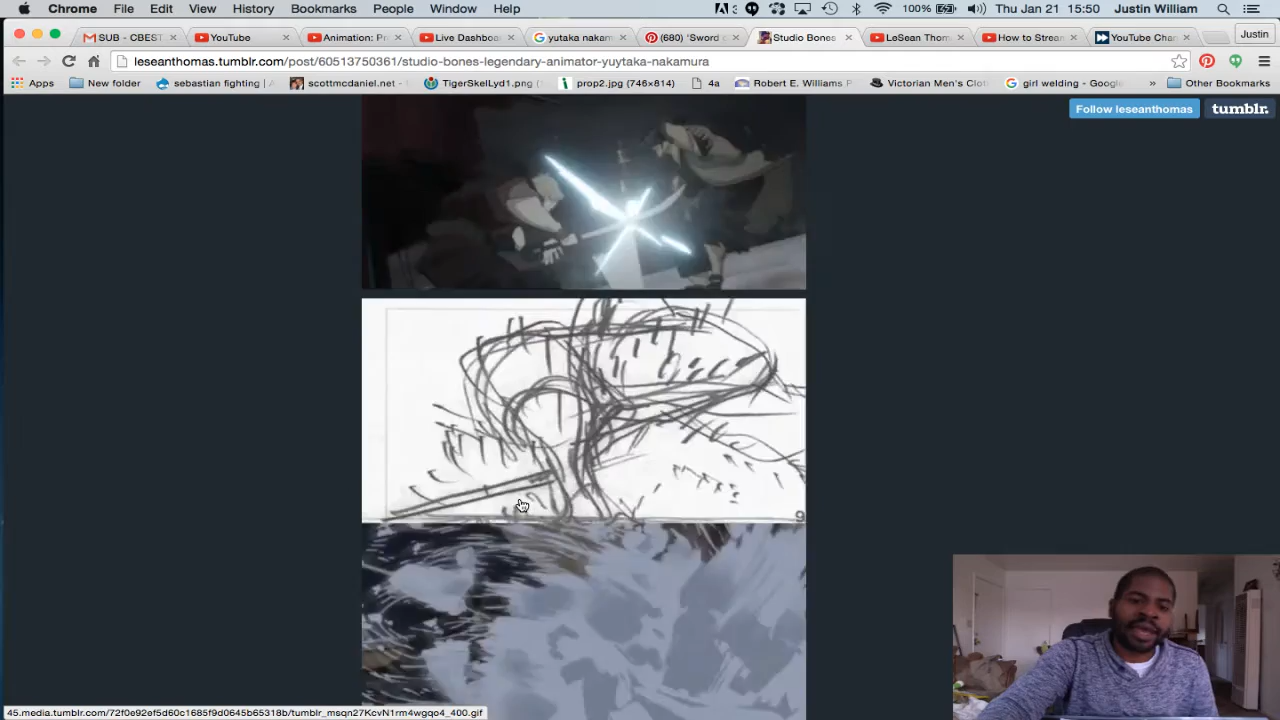 Chrome File Edit View History Bookmarks People Window Help 100% Thu Jan 21 15:50 Justin William
SUB - CBEST YouTube Animation: Pr Live Dashboa yutaka nakam (680) 'Sword Studio Bones LeSean Thom How to Strea YouTube Chan Justin
leseanthomas.tumblr.com/post/60513750361/studio-bones-legendary-animator-yuytaka-nakamura
Apps New folder sebastian fighting scottmcdaniel.net - TigerSkelLyd1.png ( prop2.jpg (746×814) 4a Robert E. Williams P Victorian Men's Clot girl welding - Google » Other Bookmarks
Follow leseanthomas tumblr.
9
45.media.tumblr.com/72f0e92ef5d60c1685f9d0645b65318b/tumblr_msqn27KcvN1rm4wgqo4_400.gif